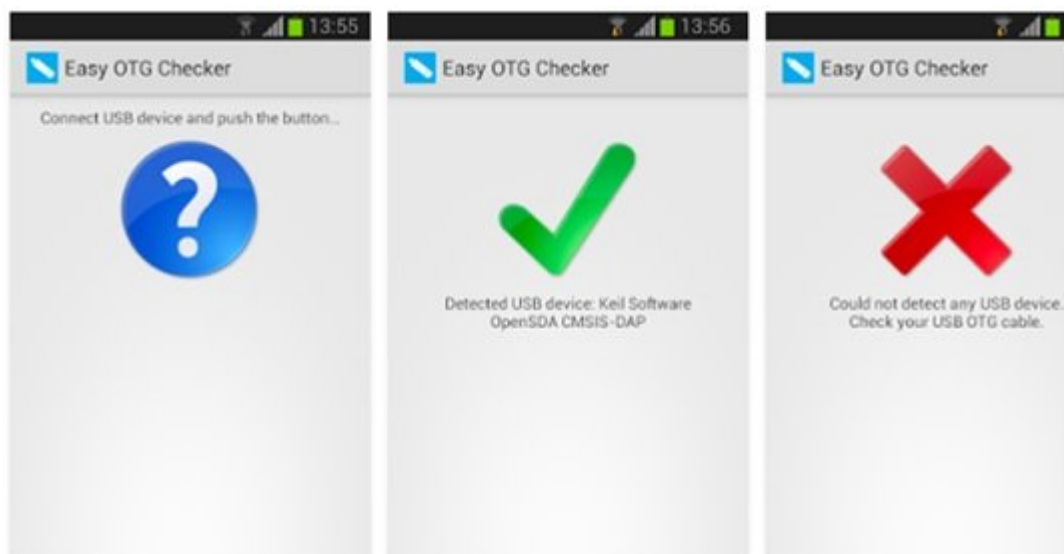 13:55
Easy OTG Checker
Connect USB device and push the button...
?
13:56
Easy OTG Checker
Detected USB device: Keil Software
OpenSDA CMSIS-DAP
Easy OTG Checker
Could not detect any USB device.
Check your USB OTG cable.